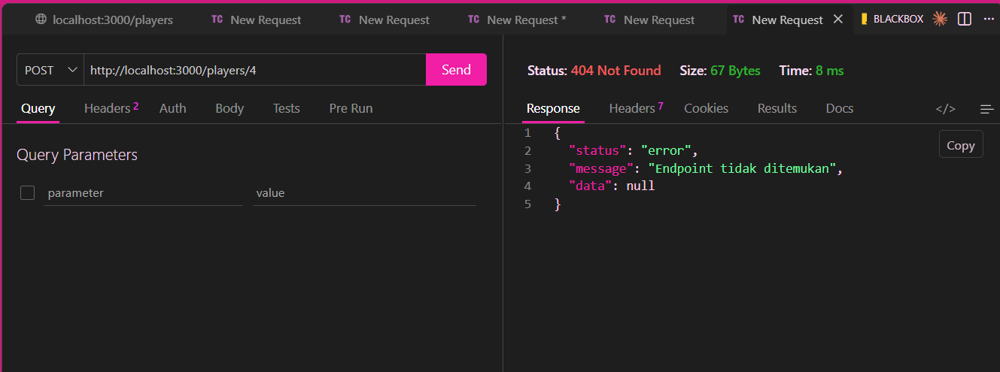 localhost:3000/players TC New Request TC New Request TC New Request * TC New Request TC New Request × BLACKBOX ...
POST http://localhost:3000/players/4 Send
Status: 404 Not Found Size: 67 Bytes Time: 8 ms
Query Headers 2 Auth Body Tests Pre Run
Response Headers 7 Cookies Results Docs </>
Query Parameters
parameter value
1 {
2 "status": "error",
3 "message": "Endpoint tidak ditemukan",
4 "data": null
5 }
Copy